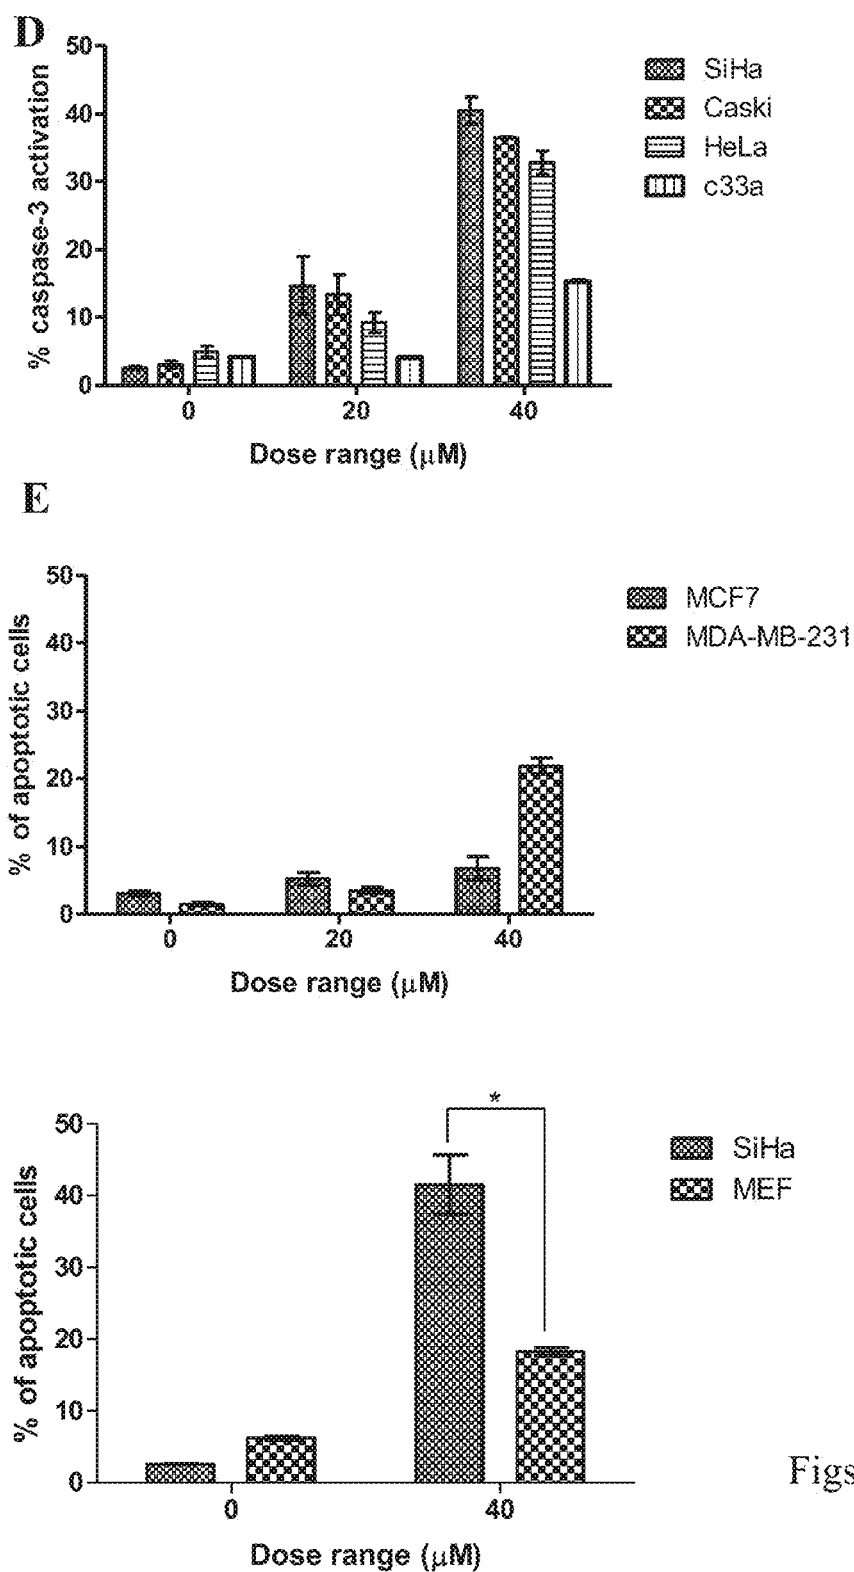 D
50
40
30
20
10
0
% caspase-3 activation
0 20 40
Dose range (µM)
SiHa
Caski
HeLa
c33a
E
50
40
30
20
10
0
% of apoptotic cells
0 20 40
Dose range (µM)
MCF7
MDA-MB-231
50
40
30
20
10
0
% of apoptotic cells
*
0 40
Dose range (µM)
SiHa
MEF
Figs